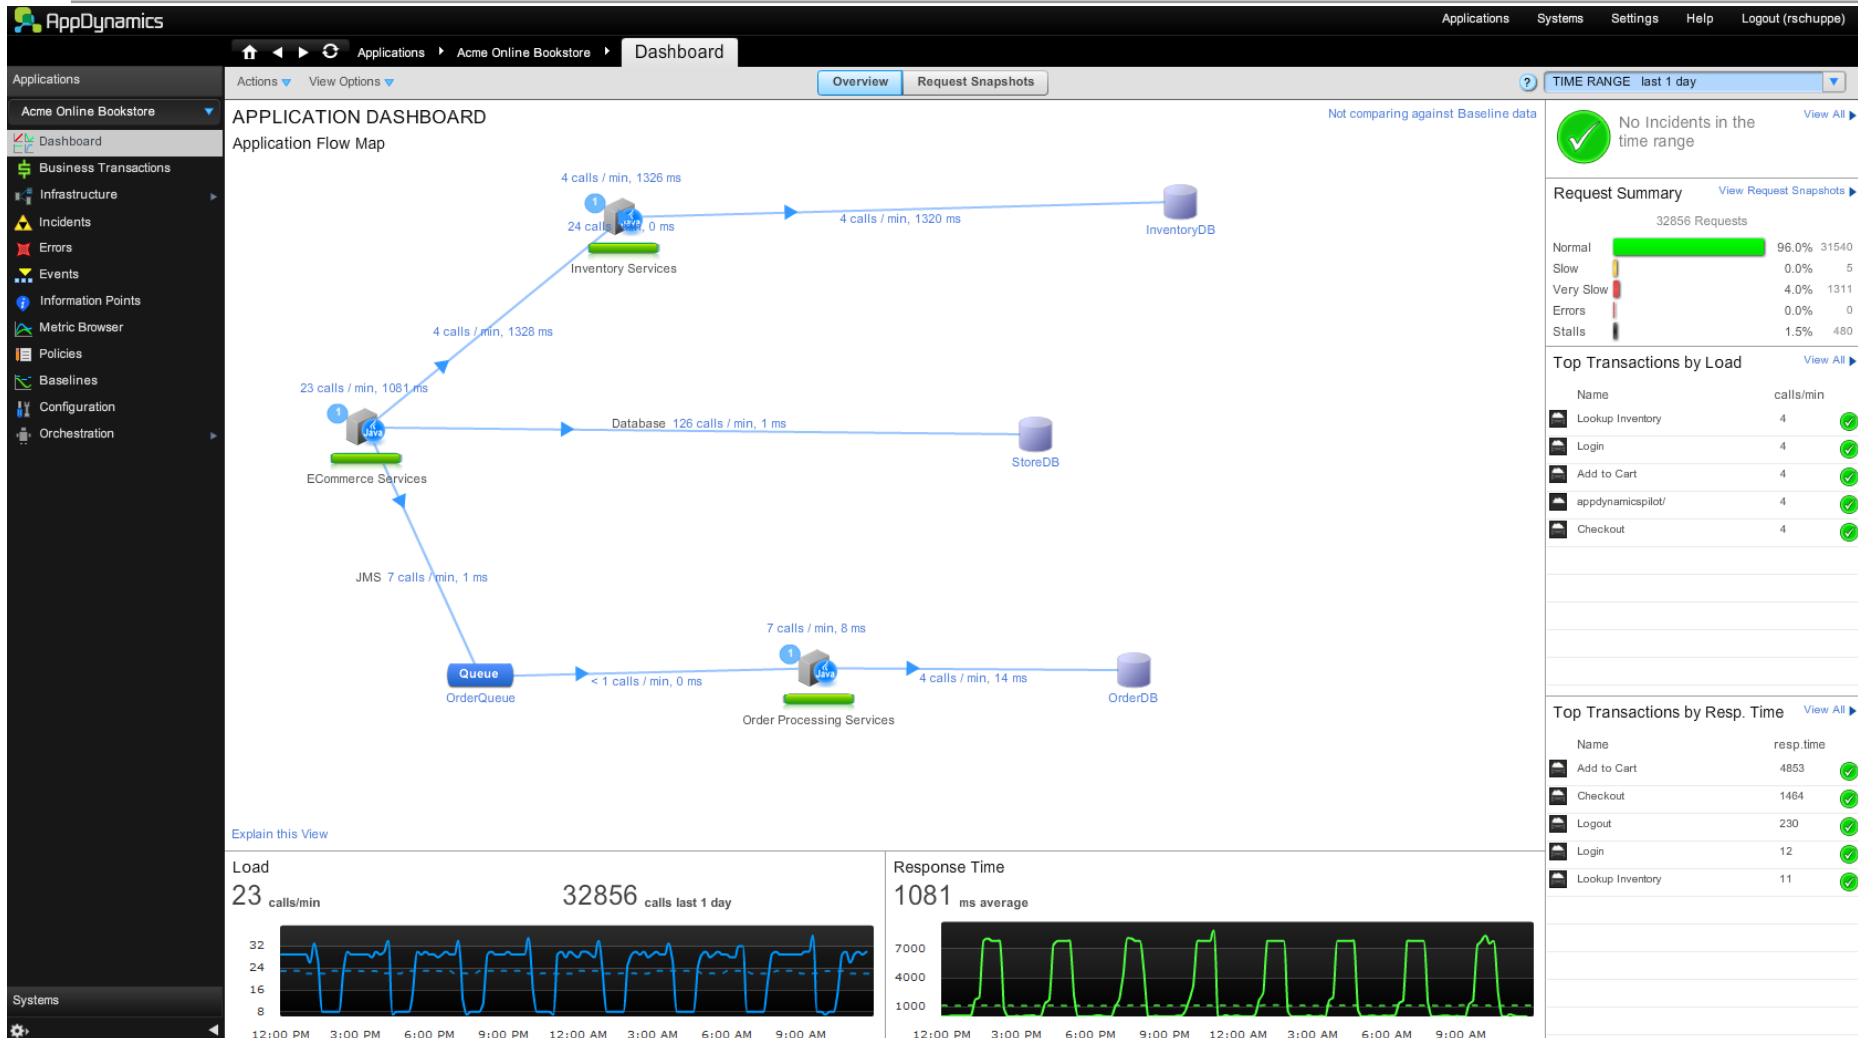 AppDynamics
Applications Systems Settings Help Logout (rschuppe)
Applications Acme Online Bookstore Dashboard
Applications
Actions View Options Overview Request Snapshots ? TIME RANGE last 1 day
Acme Online Bookstore
Dashboard
Business Transactions
Infrastructure
Incidents
Errors
Events
Information Points
Metric Browser
Policies
Baselines
Configuration
Orchestration
Systems
APPLICATION DASHBOARD
Not comparing against Baseline data
Application Flow Map
4 calls / min, 1326 ms
1
Java
24 calls / min, 0 ms
Inventory Services
4 calls / min, 1320 ms
InventoryDB
4 calls / min, 1328 ms
23 calls / min, 1081 ms
1
Java
ECommerce Services
Database 126 calls / min, 1 ms
StoreDB
JMS 7 calls / min, 1 ms
Queue
OrderQueue
< 1 calls / min, 0 ms
7 calls / min, 8 ms
1
Java
Order Processing Services
4 calls / min, 14 ms
OrderDB
Explain this View
Load
23 calls/min 32856 calls last 1 day
32
24
16
8
12:00 PM 3:00 PM 6:00 PM 9:00 PM 12:00 AM 3:00 AM 6:00 AM 9:00 AM
Response Time
1081 ms average
7000
4000
1000
12:00 PM 3:00 PM 6:00 PM 9:00 PM 12:00 AM 3:00 AM 6:00 AM 9:00 AM
No Incidents in the
time range
View All
Request Summary View Request Snapshots
32856 Requests
Normal 96.0% 31540
Slow 0.0% 5
Very Slow 4.0% 1311
Errors 0.0% 0
Stalls 1.5% 480
Top Transactions by Load View All
Name calls/min
Lookup Inventory 4
Login 4
Add to Cart 4
appdynamicspilot/ 4
Checkout 4
Top Transactions by Resp. Time View All
Name resp.time
Add to Cart 4853
Checkout 1464
Logout 230
Login 12
Lookup Inventory 11